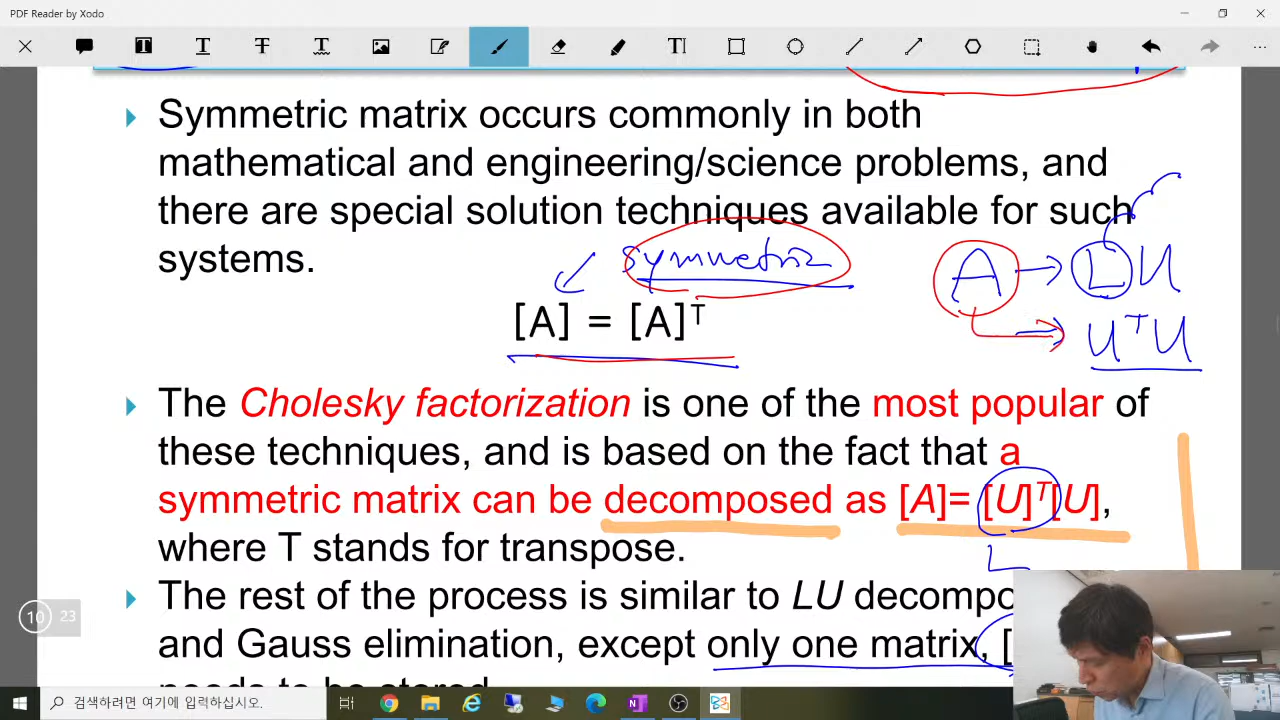 PDF Reader by Xodo
Symmetric matrix occurs commonly in both
mathematical and engineering/science problems, and
there are special solution techniques available for such
systems.
symmetric
A → L U
[A] = [A]ᵀ
UᵀU
The Cholesky factorization is one of the most popular of
these techniques, and is based on the fact that a
symmetric matrix can be decomposed as [A]= [U]ᵀ[U],
where T stands for transpose.
L
The rest of the process is similar to LU decompo
and Gauss elimination, except only one matrix, [
10 23
검색하려면 여기에 입력하십시오.